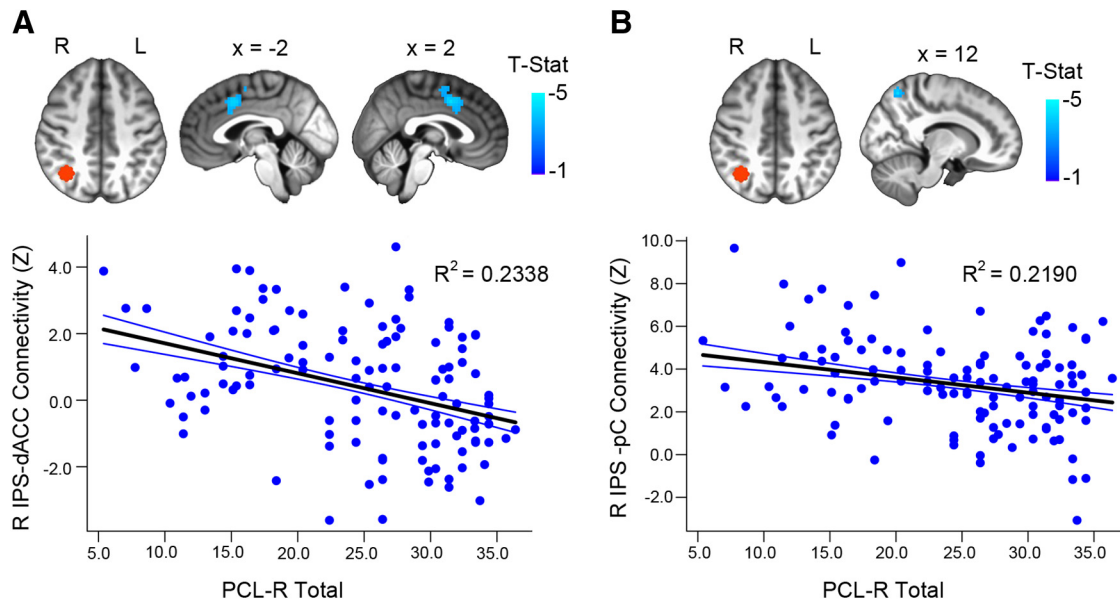 A
R L
x = -2
x = 2
T-Stat
-5
-1
R IPS-dACC Connectivity (Z)
4.0
2.0
0.0
-2.0
R² = 0.2338
5.0 10.0 15.0 20.0 25.0 30.0 35.0
PCL-R Total
B
R L
x = 12
T-Stat
-5
-1
R IPS -pC Connectivity (Z)
10.0
8.0
6.0
4.0
2.0
0.0
-2.0
R² = 0.2190
5.0 10.0 15.0 20.0 25.0 30.0 35.0
PCL-R Total